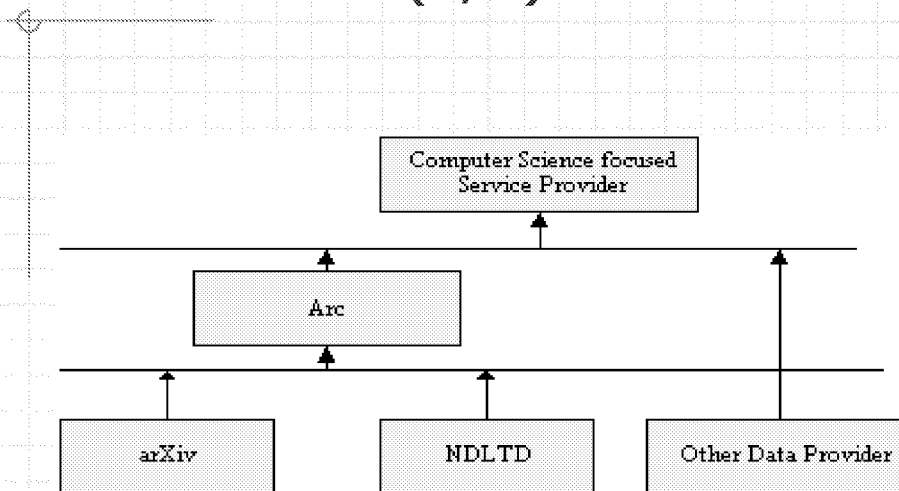 Computer Science focused
Service Provider
Arc
arXiv
NDLTD
Other Data Provider